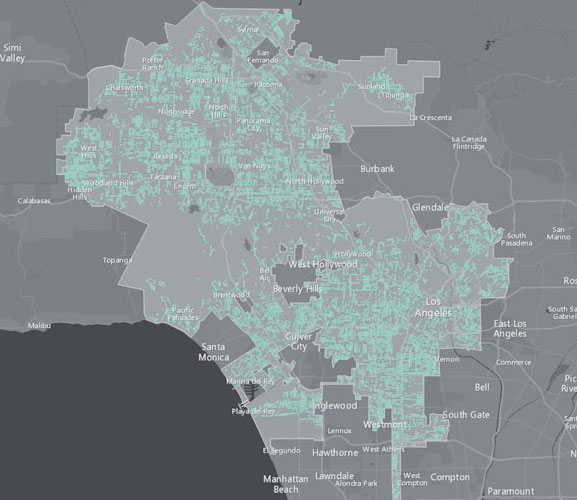 Simi
Valley
Sylmar
San
Fernando
Porter
Ranch
Granada Hills
Pacoima
Chatsworth
Sunland
Tujunga
North
Hills
Northridge
Panorama
City
La Crescenta
Sun
Valley
La Canada
Flintridge
West
Hills
Reseda
Van Nuys
Burbank
Tarzana
Woodland Hills
Encino
North Hollywood
Hidden
Hills
Calabasas
Universal
City
Glendale
South
Pasadena
San
Marino
Topanga
Hollywood
West Hollywood
Bel
Air
Beverly Hills
Brentwood
Los
Angeles
Pacific
Palisades
Malibu
East Los
Angeles
South Sa
Gabriel
Culver
City
Santa
Monica
Vernon
Commerce
Marina del Rey
Bell
Pic
River
Playa del Rey
Inglewood
South Gate
Westmont
Lennox
El Segundo
Hawthorne
West Athens
Manhattan
Beach
Lawndale
Alondra Park
West
Compton
Compton
Paramount